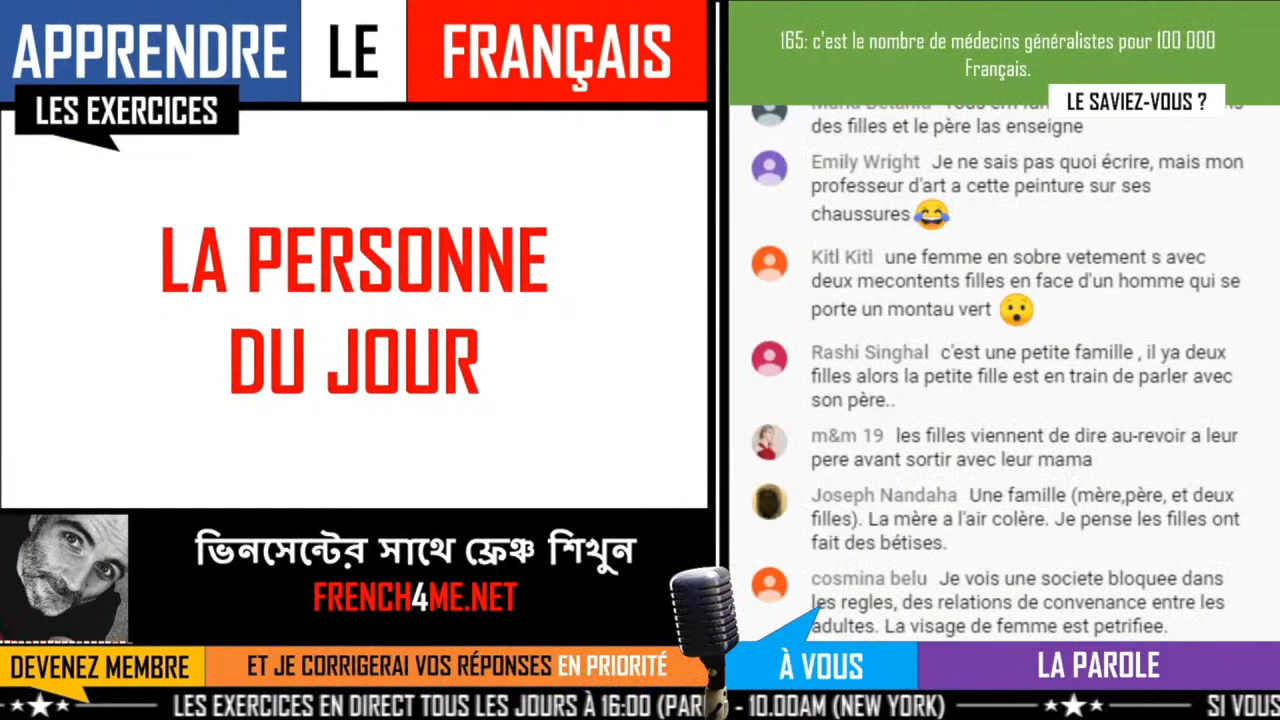 APPRENDRE LE FRANÇAIS
LES EXERCICES
LA PERSONNE
DU JOUR
ভিনসেন্টের সাথে ফ্রেঞ্চ শিখুন
FRENCH4ME.NET
165: c'est le nombre de médecins généralistes pour 100 000
Français.
LE SAVIEZ-VOUS ?
des filles et le père las enseigne
Emily Wright Je ne sais pas quoi écrire, mais mon
professeur d'art a cette peinture sur ses
chaussures😂
Kitl Kitl une femme en sobre vetement s avec
deux mecontents filles en face d'un homme qui se
porte un montau vert 😯
Rashi Singhal c'est une petite famille , il ya deux
filles alors la petite fille est en train de parler avec
son père..
m&m 19 les filles viennent de dire au-revoir a leur
pere avant sortir avec leur mama
Joseph Nandaha Une famille (mère,père, et deux
filles). La mère a l'air colère. Je pense les filles ont
fait des bétises.
cosmina belu Je vois une societe bloquee dans
les regles, des relations de convenance entre les
adultes. La visage de femme est petrifiee.
DEVENEZ MEMBRE
ET JE CORRIGERAI VOS RÉPONSES EN PRIORITÉ
À VOUS
LA PAROLE
LES EXERCICES EN DIRECT TOUS LES JOURS À 16:00 (PAR - 10.00AM (NEW YORK) SI VOUS